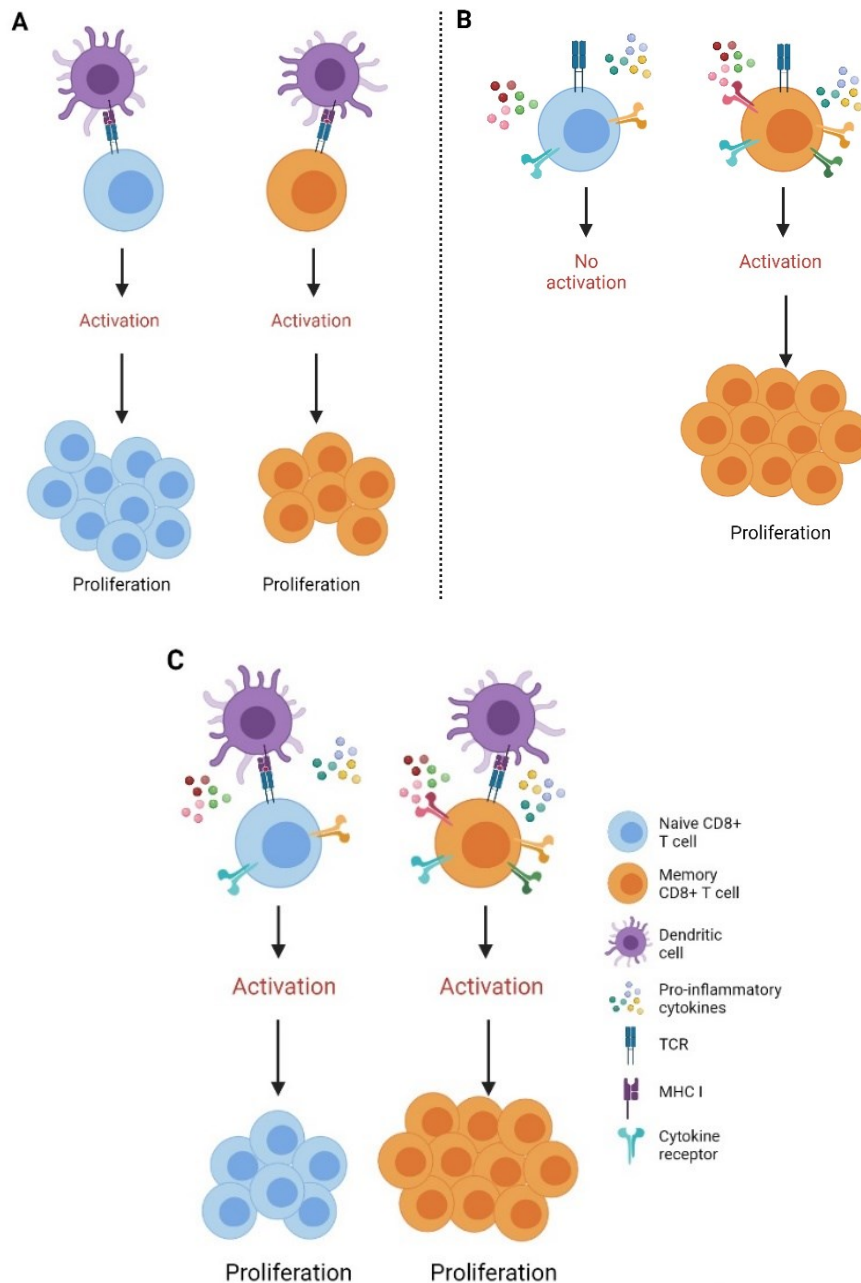 A
Activation
Activation
Proliferation
Proliferation
B
No
activation
Activation
Proliferation
C
Activation
Activation
Proliferation
Proliferation
Naive CD8+
T cell
Memory
CD8+ T cell
Dendritic
cell
Pro-inflammatory
cytokines
TCR
MHC I
Cytokine
receptor